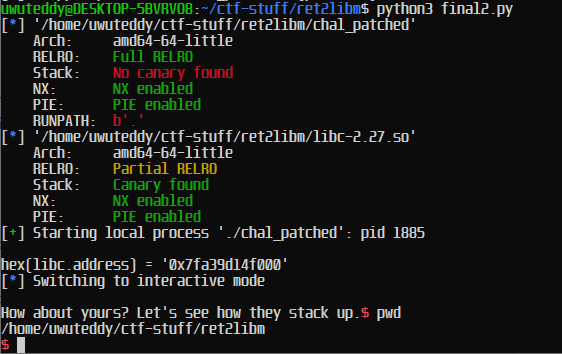 uwuteddy@DESKTOP-5BVRVO8:~/ctf-stuff/ret2libm$ python3 final2.py
[*] '/home/uwuteddy/ctf-stuff/ret2libm/chal_patched'
Arch: amd64-64-little
RELRO: Full RELRO
Stack: No canary found
NX: NX enabled
PIE: PIE enabled
RUNPATH: b'.'
[*] '/home/uwuteddy/ctf-stuff/ret2libm/libc-2.27.so'
Arch: amd64-64-little
RELRO: Partial RELRO
Stack: Canary found
NX: NX enabled
PIE: PIE enabled
[+] Starting local process './chal_patched': pid 1885
hex(libc.address) = '0x7fa39d14f000'
[*] Switching to interactive mode
How about yours? Let's see how they stack up.$ pwd
/home/uwuteddy/ctf-stuff/ret2libm
$